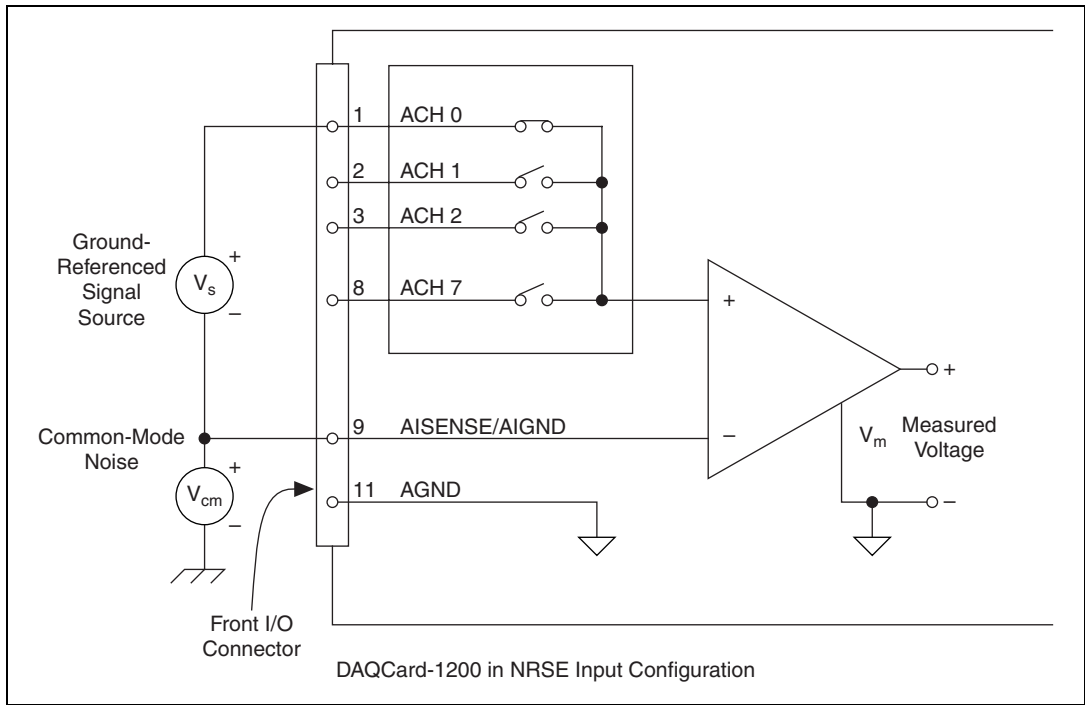 1 ACH 0
2 ACH 1
3 ACH 2
8 ACH 7
Ground-
Referenced
Signal
Source
+
Vs
–
+
+
Common-Mode
Noise
9 AISENSE/AIGND
–
Vm
Measured
Voltage
+
Vcm
–
11 AGND
–
Front I/O
Connector
DAQCard-1200 in NRSE Input Configuration